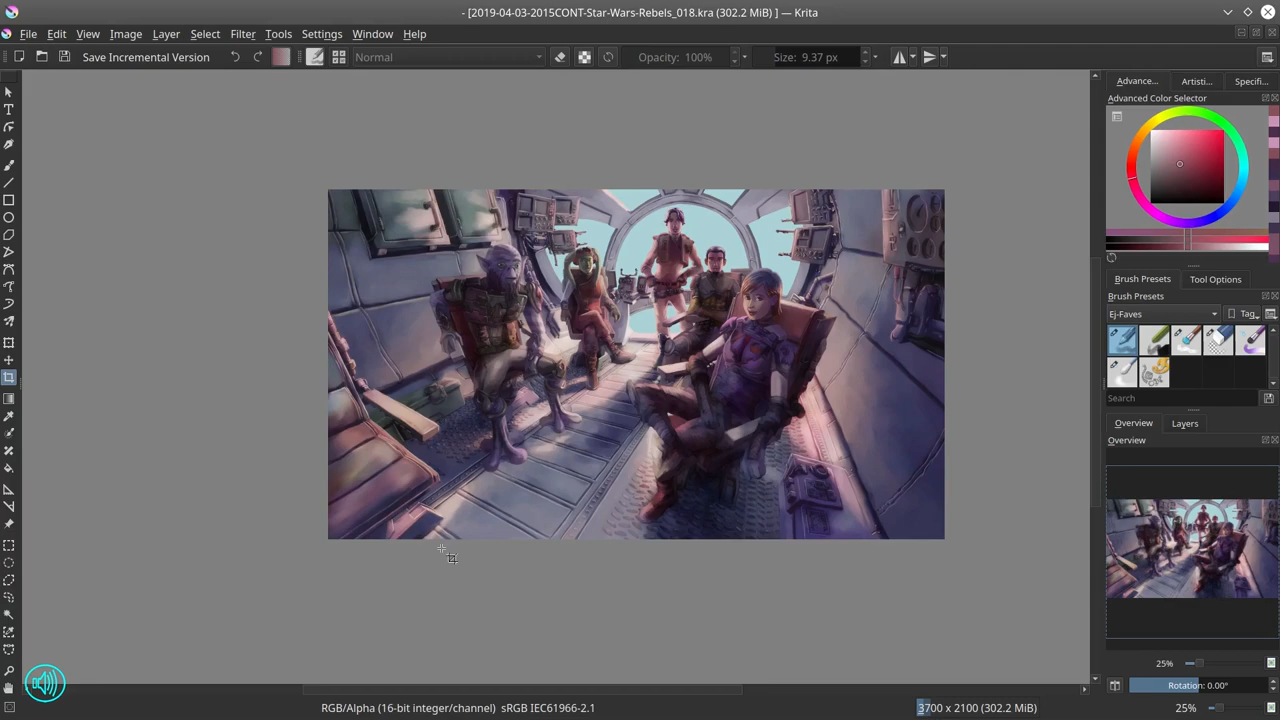 - [2019-04-03-2015CONT-Star-Wars-Rebels_018.kra (302.2 MiB) ] — Krita
File Edit View Image Layer Select Filter Tools Settings Window Help
Save Incremental Version Normal Opacity: 100% Size: 9.37 px
Advance... Artisti... Specifi...
Advanced Color Selector
Brush Presets Tool Options
Brush Presets
Ej-Faves Tag
Search
Overview Layers
Overview
25%
Rotation: 0.00°
RGB/Alpha (16-bit integer/channel) sRGB IEC61966-2.1 3700 x 2100 (302.2 MiB) 25%